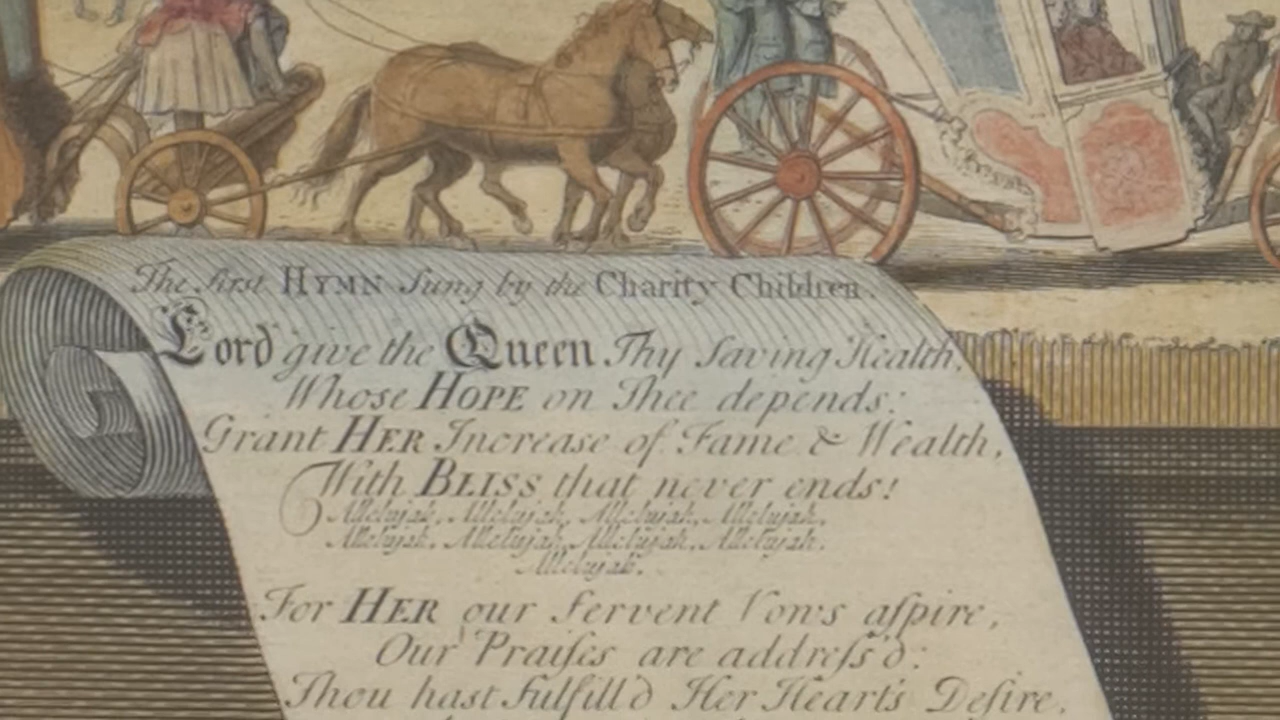 The first HYMN Sung by the Charity Children.
Lord give the Queen Thy Saving Health,
Whose HOPE on Thee depends:
Grant HER Increase of Fame & Wealth,
With BLISS that never ends!
Allelujah, Allelujah, Allelujah, Allelujah,
Allelujah, Allelujah, Allelujah, Allelujah,
Allelujah.
For HER our fervent Vows aſpire,
Our Praiſes are addreſs'd:
Thou hast fulfill'd Her Heart's Deſire,